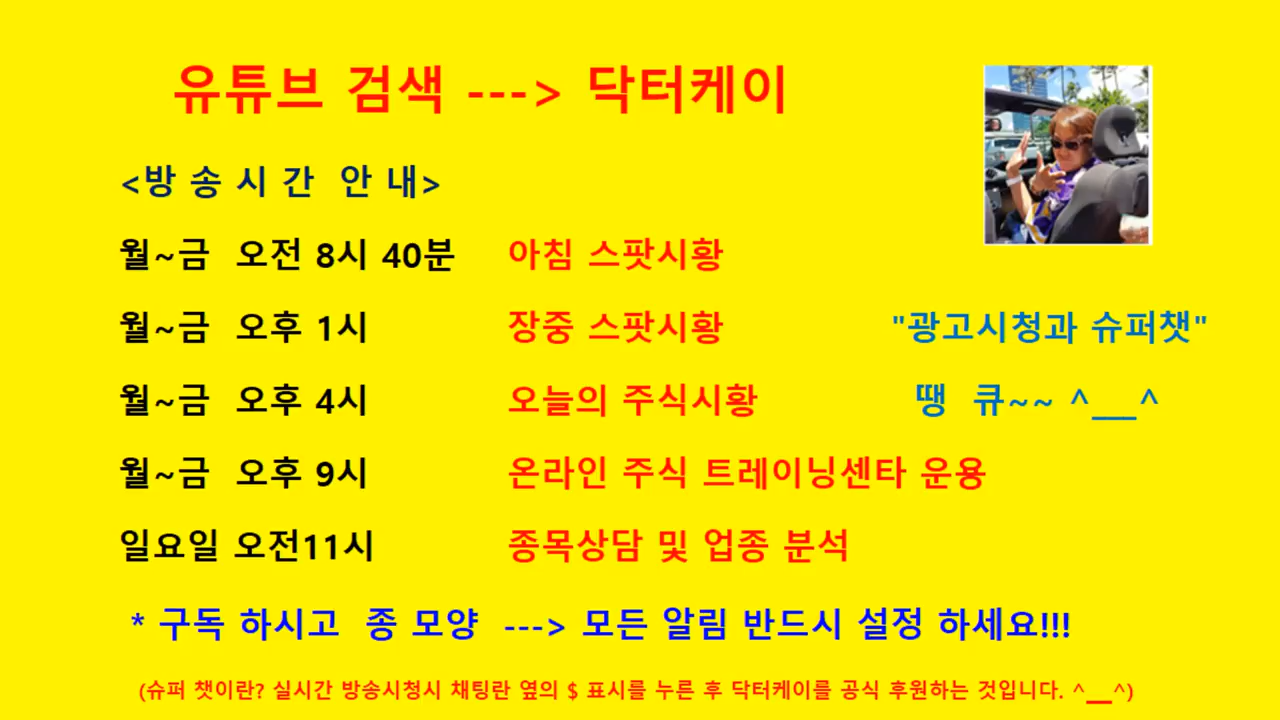 유튜브 검색 ---> 닥터케이
<방 송 시 간 안 내>
월~금 오전 8시 40분 아침 스팟시황
월~금 오후 1시 장중 스팟시황 "광고시청과 슈퍼챗"
월~금 오후 4시 오늘의 주식시황 땡 큐~~ ^__^
월~금 오후 9시 온라인 주식 트레이닝센타 운용
일요일 오전11시 종목상담 및 업종 분석
* 구독 하시고 종 모양 ---> 모든 알림 반드시 설정 하세요!!!
(슈퍼 챗이란? 실시간 방송시청시 채팅란 옆의 $ 표시를 누른 후 닥터케이를 공식 후원하는 것입니다. ^__^)